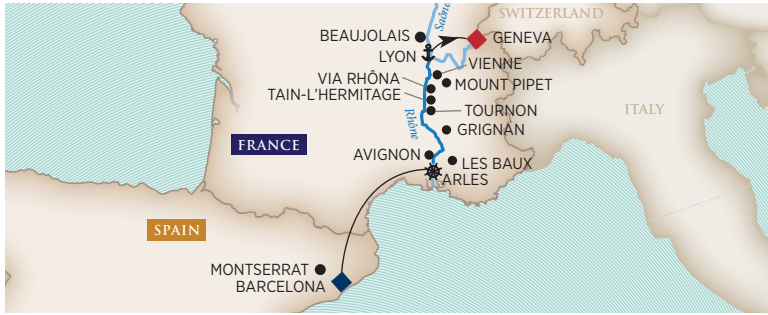 SWITZERLAND
Saône
BEAUJOLAIS
GENEVA
LYON
VIENNE
VIA RHÔNA
MOUNT PIPET
TAIN-L'HERMITAGE
ITALY
Rhône
TOURNON
GRIGNAN
FRANCE
AVIGNON
LES BAUX
ARLES
SPAIN
MONTSERRAT
BARCELONA